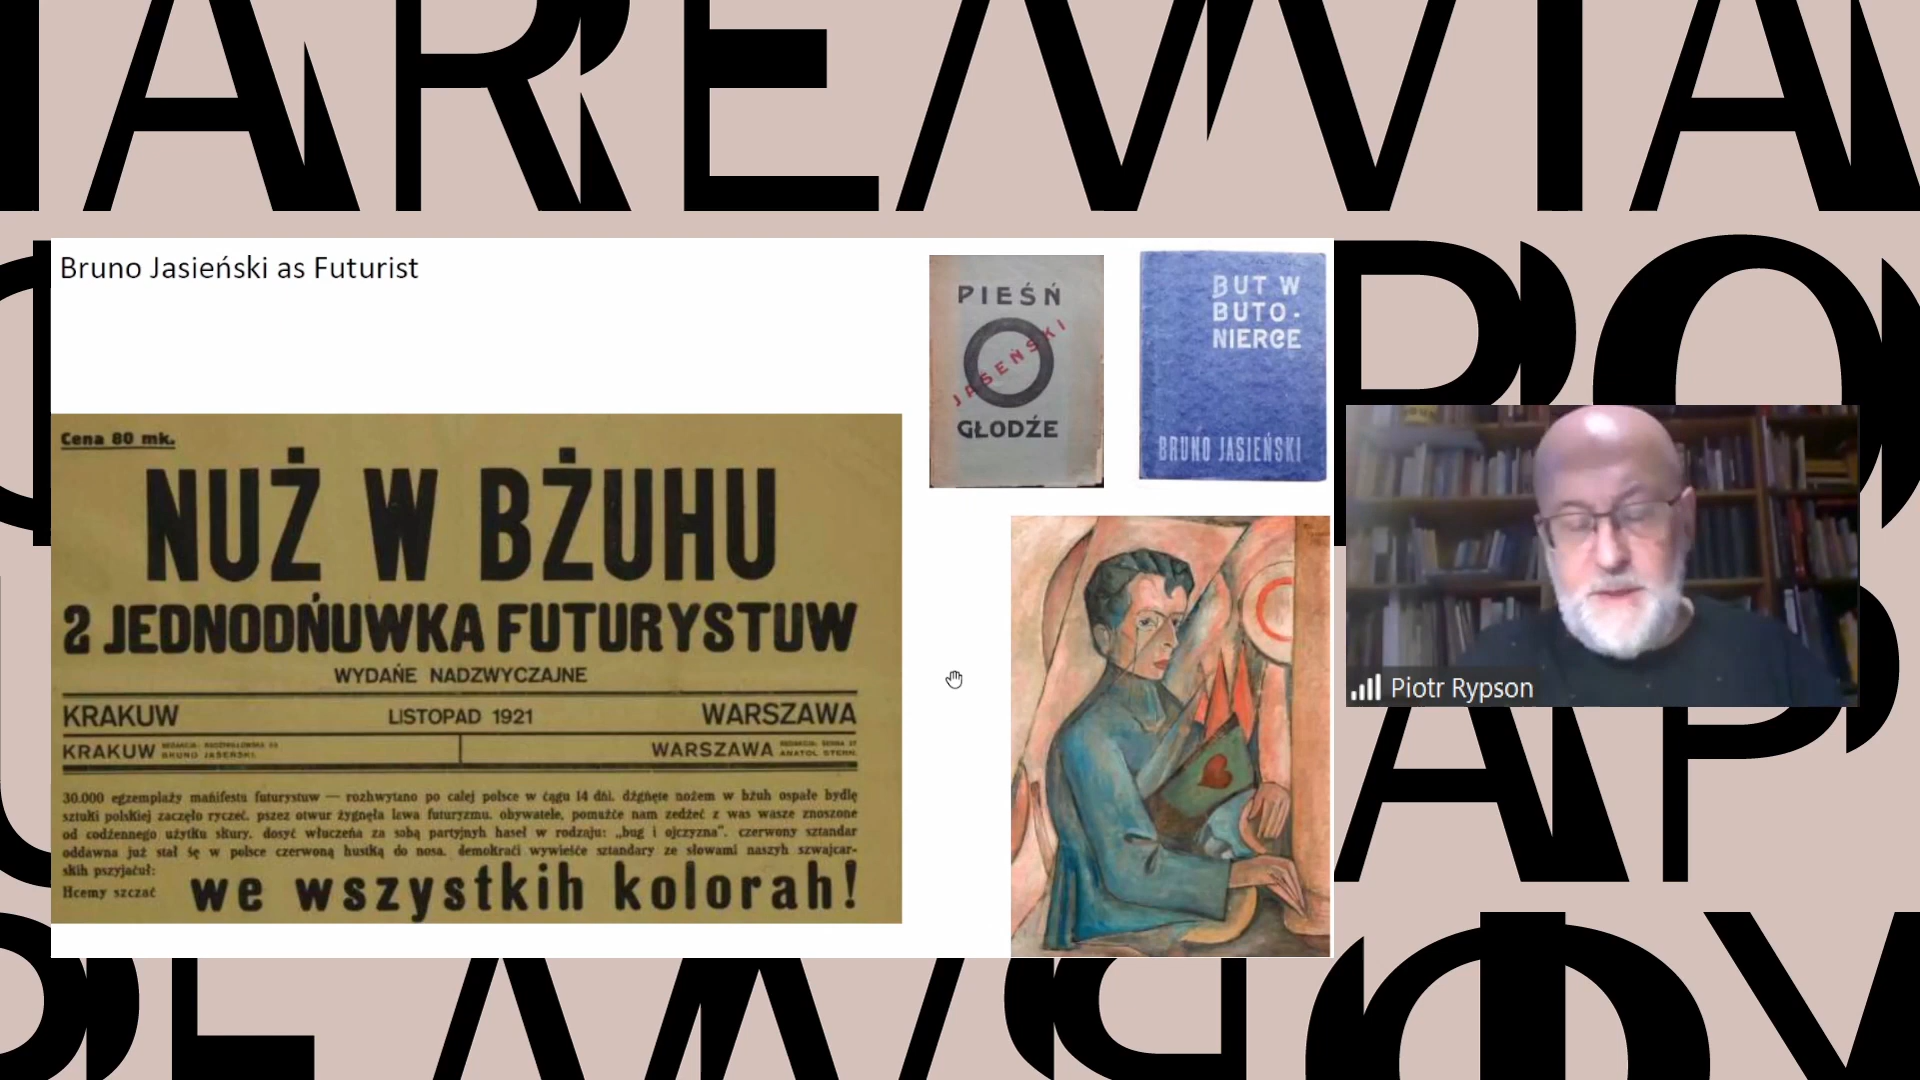 Bruno Jasieński as Futurist
PIEŚŃ
O
JASEŃSKI
GŁODŹE
BUT W
BUTO-
NIERCE
BRUNO JASIEŃSKI
Cena 80 mk.
NUŻ W BŻUHU
2 JEDNODŃUWKA FUTURYSTUW
WYDAŃE NADZWYCZAJNE
KRAKUW LISTOPAD 1921 WARSZAWA
KRAKUW BRUNO JASEŃSKI WARSZAWA ANATOL STERN
30.000 egzemplaży mańifestu futurystuw — rozhwytano po całej polsce w ćągu 14 dńi. dźgńęte nożem w bżuh ospałe bydlę
sztuki polskiej zaczęło ryczeć. pszez otwur żygnęła lawa futuryzmu. obywatele, pomużće nam zedżeć z was wasze znoszone
od codźennego użytku skury. dosyć włuczeńa za sobą partyjnyh haseł w rodzaju: „bug i ojczyzna“. czerwony sztandar
oddawna już stał śę w polsce czerwoną hustką do nosa. demokraći wywieśće sztandary ze słowami naszyh szwajcar-
skih pszyjaćuł:
Hcemy szczać we wszystkih kolorah!
Piotr Rypson